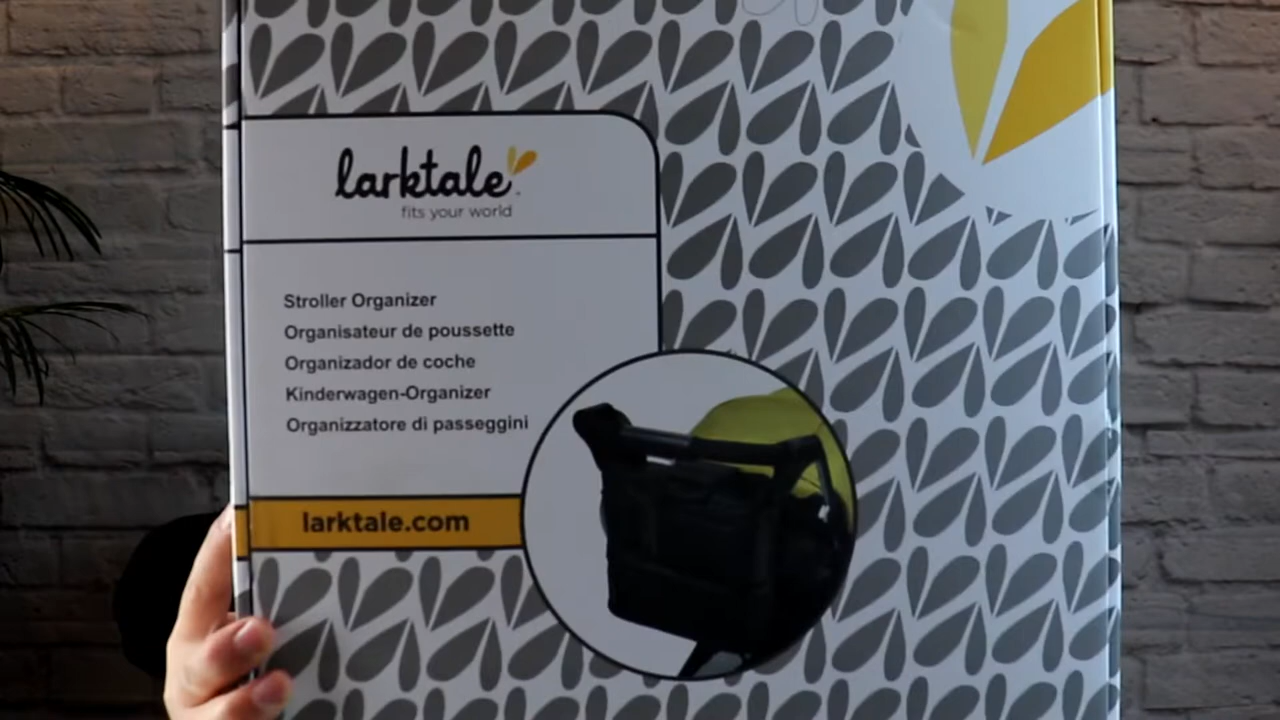 larktale
fits your world
Stroller Organizer
Organisateur de poussette
Organizador de coche
Kinderwagen-Organizer
Organizzatore di passeggini
larktale.com